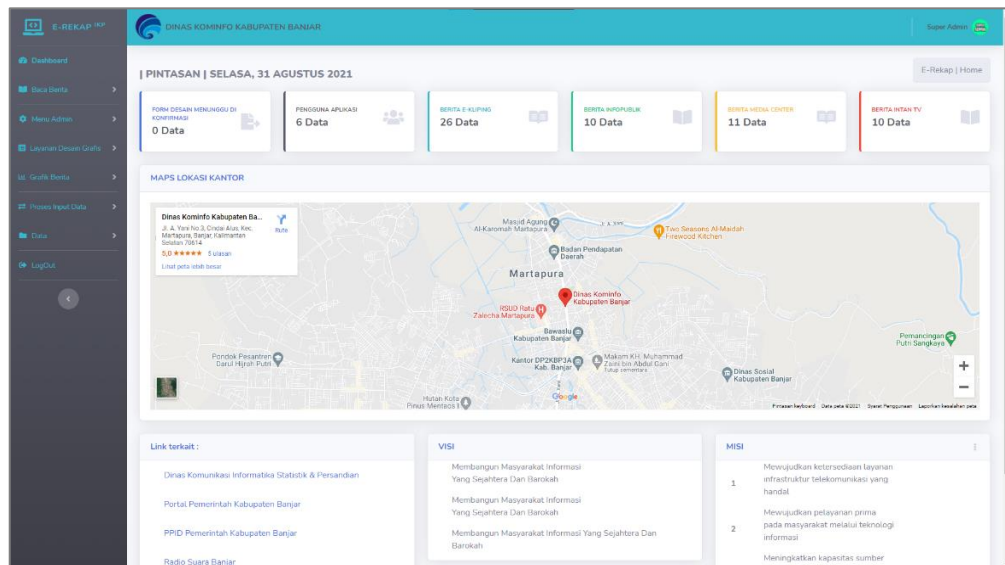 E-REKAP IKP
DINAS KOMINFO KABUPATEN BANJAR
Super Admin
Dashboard
Baca Berita
Menu Admin
Layanan Desain Grafis
Grafik Berita
Proses Input Data
Data
LogOut
| PINTASAN | SELASA, 31 AGUSTUS 2021
E-Rekap | Home
FORM DESAIN MENUNGGU DI
KONFIRMASI
0 Data
PENGGUNA APLIKASI
6 Data
BERITA E-KLIPING
26 Data
BERITA INFOPUBLIK
10 Data
BERITA MEDIA CENTER
11 Data
BERITA INTAN TV
10 Data
MAPS LOKASI KANTOR
Dinas Kominfo Kabupaten Ba...
Jl. A. Yani No.3, Cindai Alus, Kec.
Martapura, Banjar, Kalimantan
Selatan 70614
5,0 ★★★★★ 5 ulasan
Lihat peta lebih besar
Rute
Masjid Agung
Al-Karomah Martapura
Jl. A. Yani
Two Seasons Al-Maidah
Firewood Kitchen
Badan Pendapatan
Daerah
Martapura
Dinas Kominfo
Kabupaten Banjar
RSUD Ratu
Zalecha Martapura
Bawaslu
Kabupaten Banjar
Pemancingan
Putri Sangkaya
Pondok Pesantren
Darul Hijrah Putri
Kantor DP2KBP3A
Kab. Banjar
Makam KH. Muhammad
Zaini bin Abdul Gani
Tutup sementara
Dinas Sosial
Kabupaten Banjar
Hutan Kota
Pinus Mentaos 1
Google
Pintasan keyboard Data peta ©2021 Syarat Penggunaan Laporkan kesalahan peta
Link terkait :
Dinas Komunikasi Informatika Statistik & Persandian
Portal Pemerintah Kabupaten Banjar
PPID Pemerintah Kabupaten Banjar
Radio Suara Banjar
VISI
Membangun Masyarakat Informasi
Yang Sejahtera Dan Barokah
Membangun Masyarakat Informasi
Yang Sejahtera Dan Barokah
Membangun Masyarakat Informasi Yang Sejahtera Dan
Barokah
MISI
1
Mewujudkan ketersediaan layanan
infrastruktur telekomunikasi yang
handal
2
Mewujudkan pelayanan prima
pada masyarakat melalui teknologi
informasi
Meningkatkan kapasitas sumber